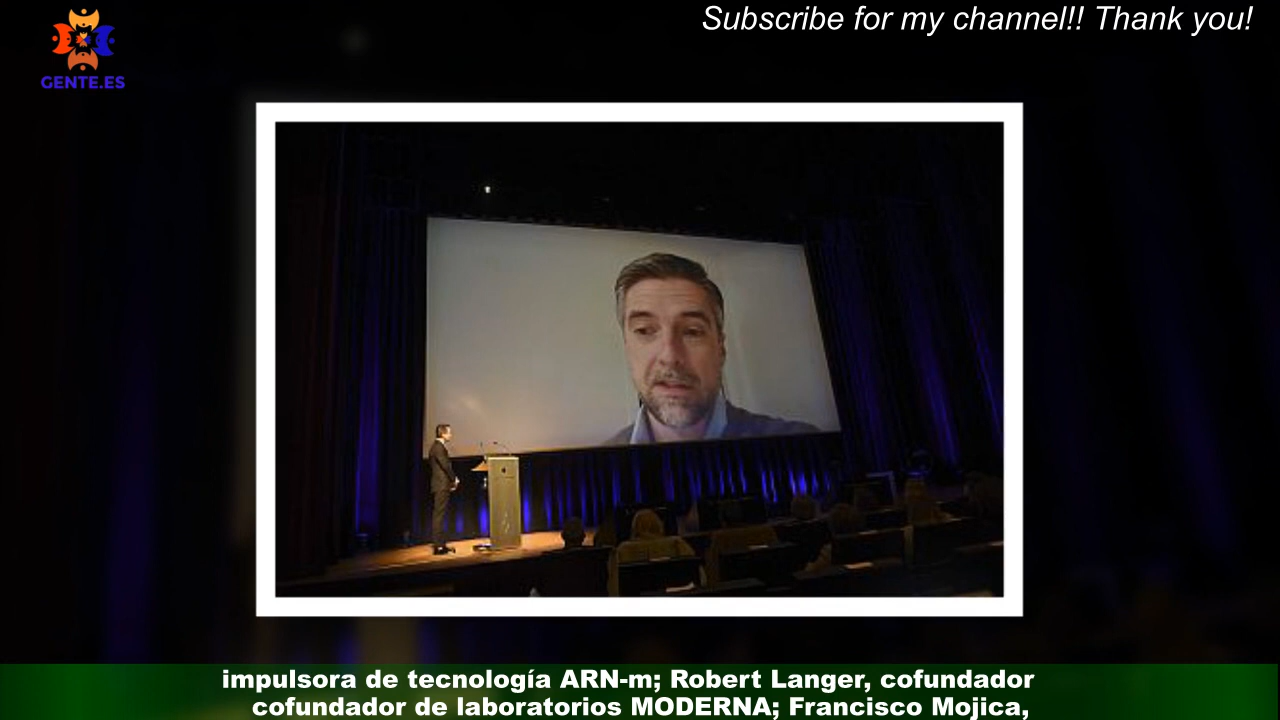 Subscribe for my channel!! Thank you!
GENTE.ES
impulsora de tecnología ARN-m; Robert Langer, cofundador
cofundador de laboratorios MODERNA; Francisco Mojica,